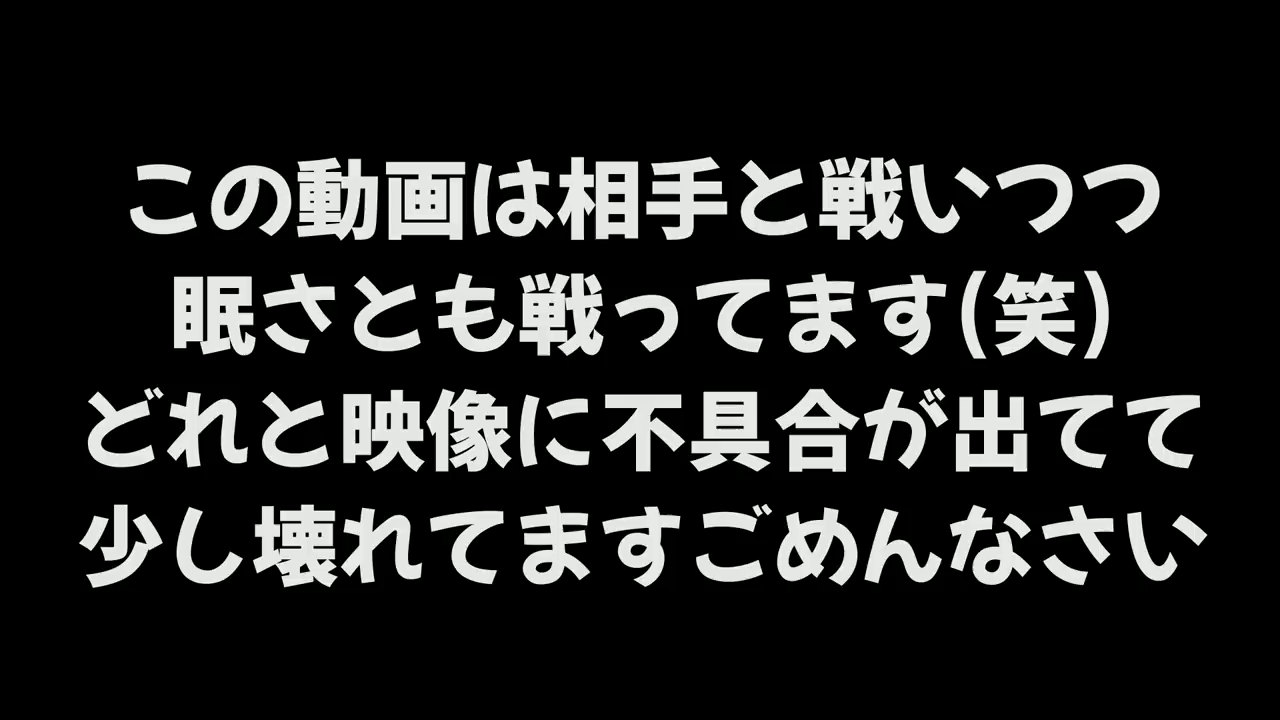 この動画は相手と戦いつつ
眠さとも戦ってます(笑)
どれと映像に不具合が出てて
少し壊れてますごめんなさい